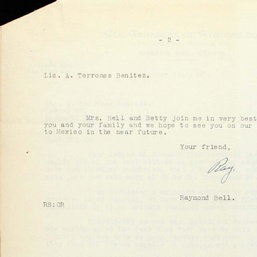 - 2 -
Lic. A. Terrones Benitez.
Mrs. Bell and Betty join me in very best
you and your family and we hope to see you on our
to Mexico in the near future.
Your friend,
Ray
Raymond Bell.
RB:CB